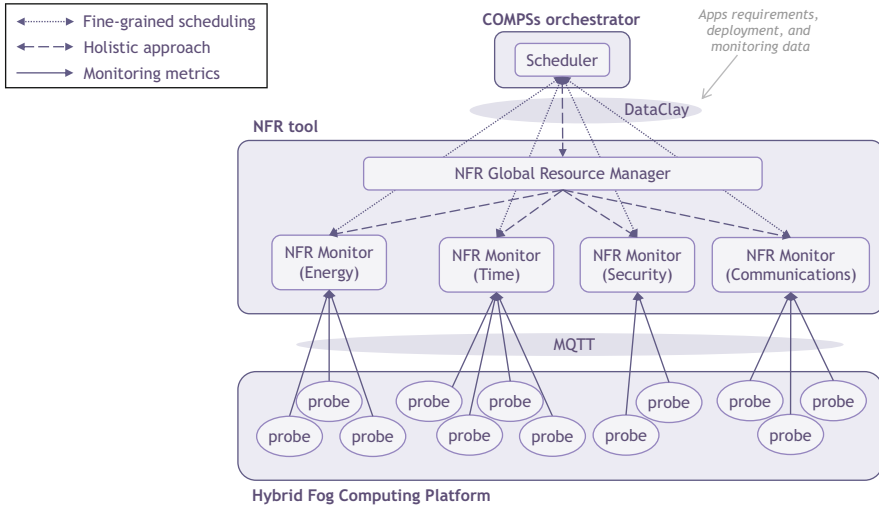 Fine-grained scheduling
Holistic approach
Monitoring metrics
COMPSs orchestrator
Scheduler
Apps requirements,
deployment, and
monitoring data
DataClay
NFR tool
NFR Global Resource Manager
NFR Monitor
(Energy)
NFR Monitor
(Time)
NFR Monitor
(Security)
NFR Monitor
(Communications)
MQTT
probe
probe
probe
probe
probe
probe
probe
probe
probe
probe
probe
probe
Hybrid Fog Computing Platform